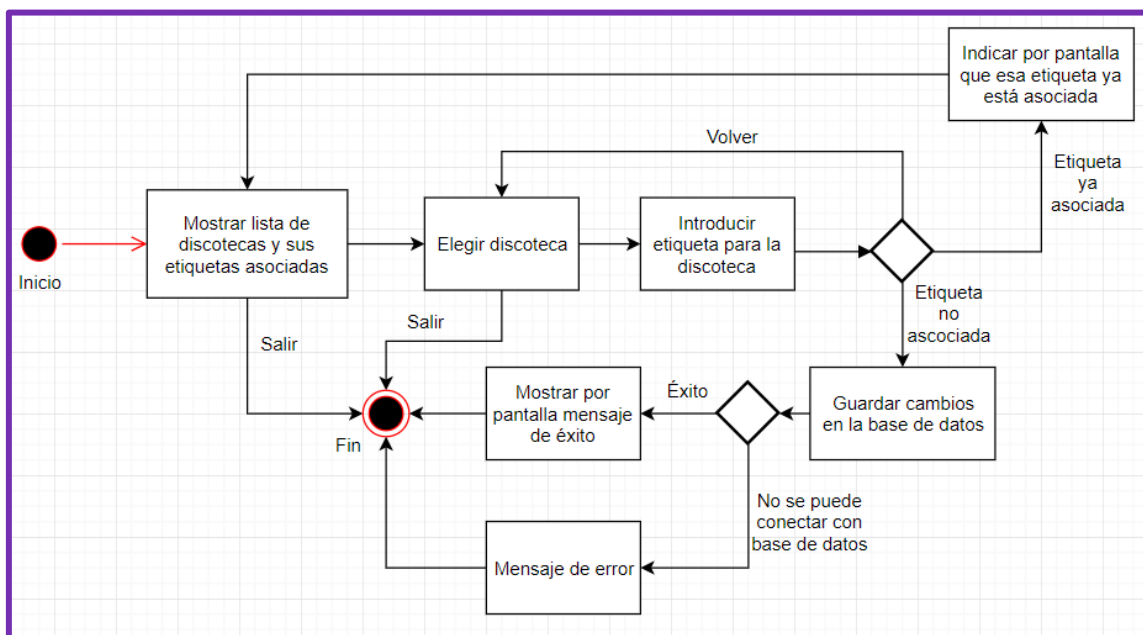 Indicar por pantalla
que esa etiqueta ya
está asociada
Volver
Etiqueta
ya
asociada
Mostrar lista de
discotecas y sus
etiquetas asociadas
Elegir discoteca
Introducir
etiqueta para la
discoteca
Inicio
Etiqueta
no
ascociada
Salir
Salir
Mostrar por
pantalla mensaje
de éxito
Éxito
Guardar cambios
en la base de datos
Fin
No se puede
conectar con
base de datos
Mensaje de error